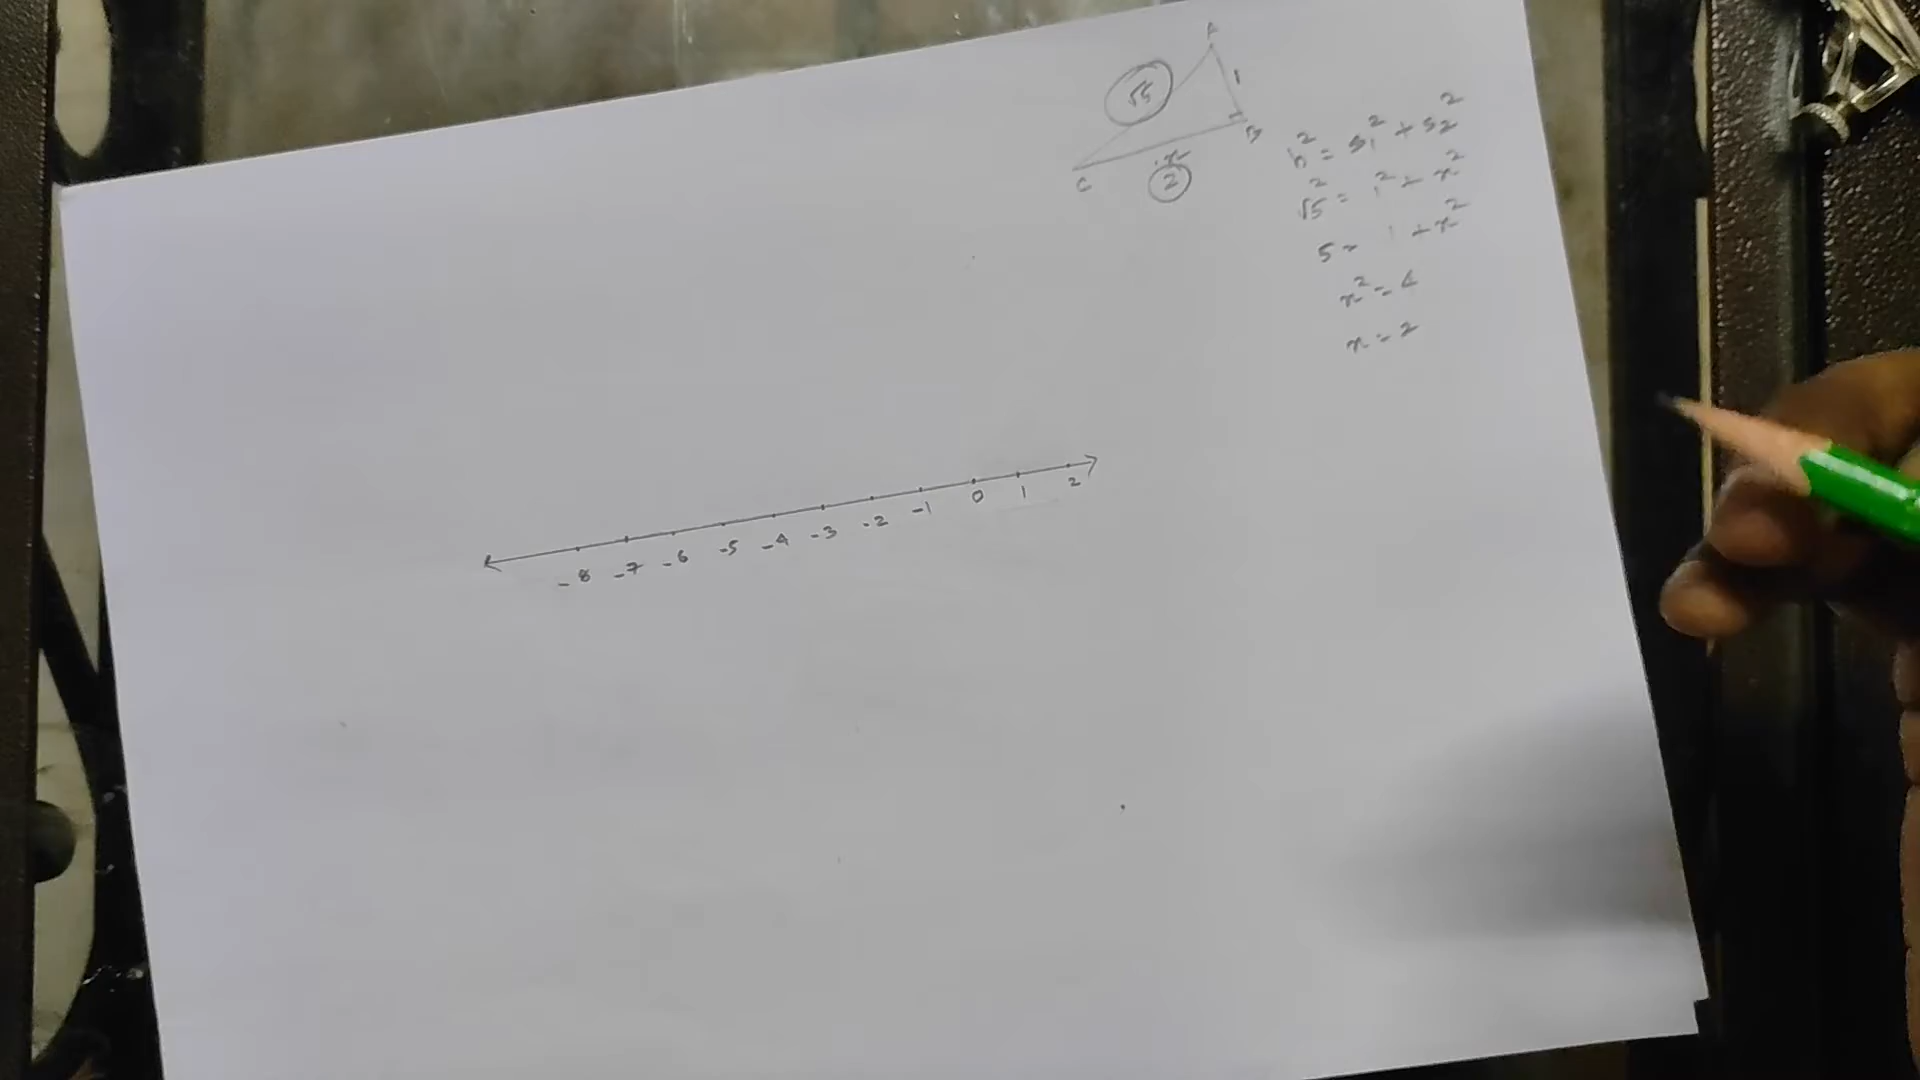 A
√5
1
B
x
C
2
h² = s₁² + s₂²
√5² = 1² + x²
5 = 1 + x²
x² = 4
x = 2
-8 -7 -6 -5 -4 -3 -2 -1 0 1 2